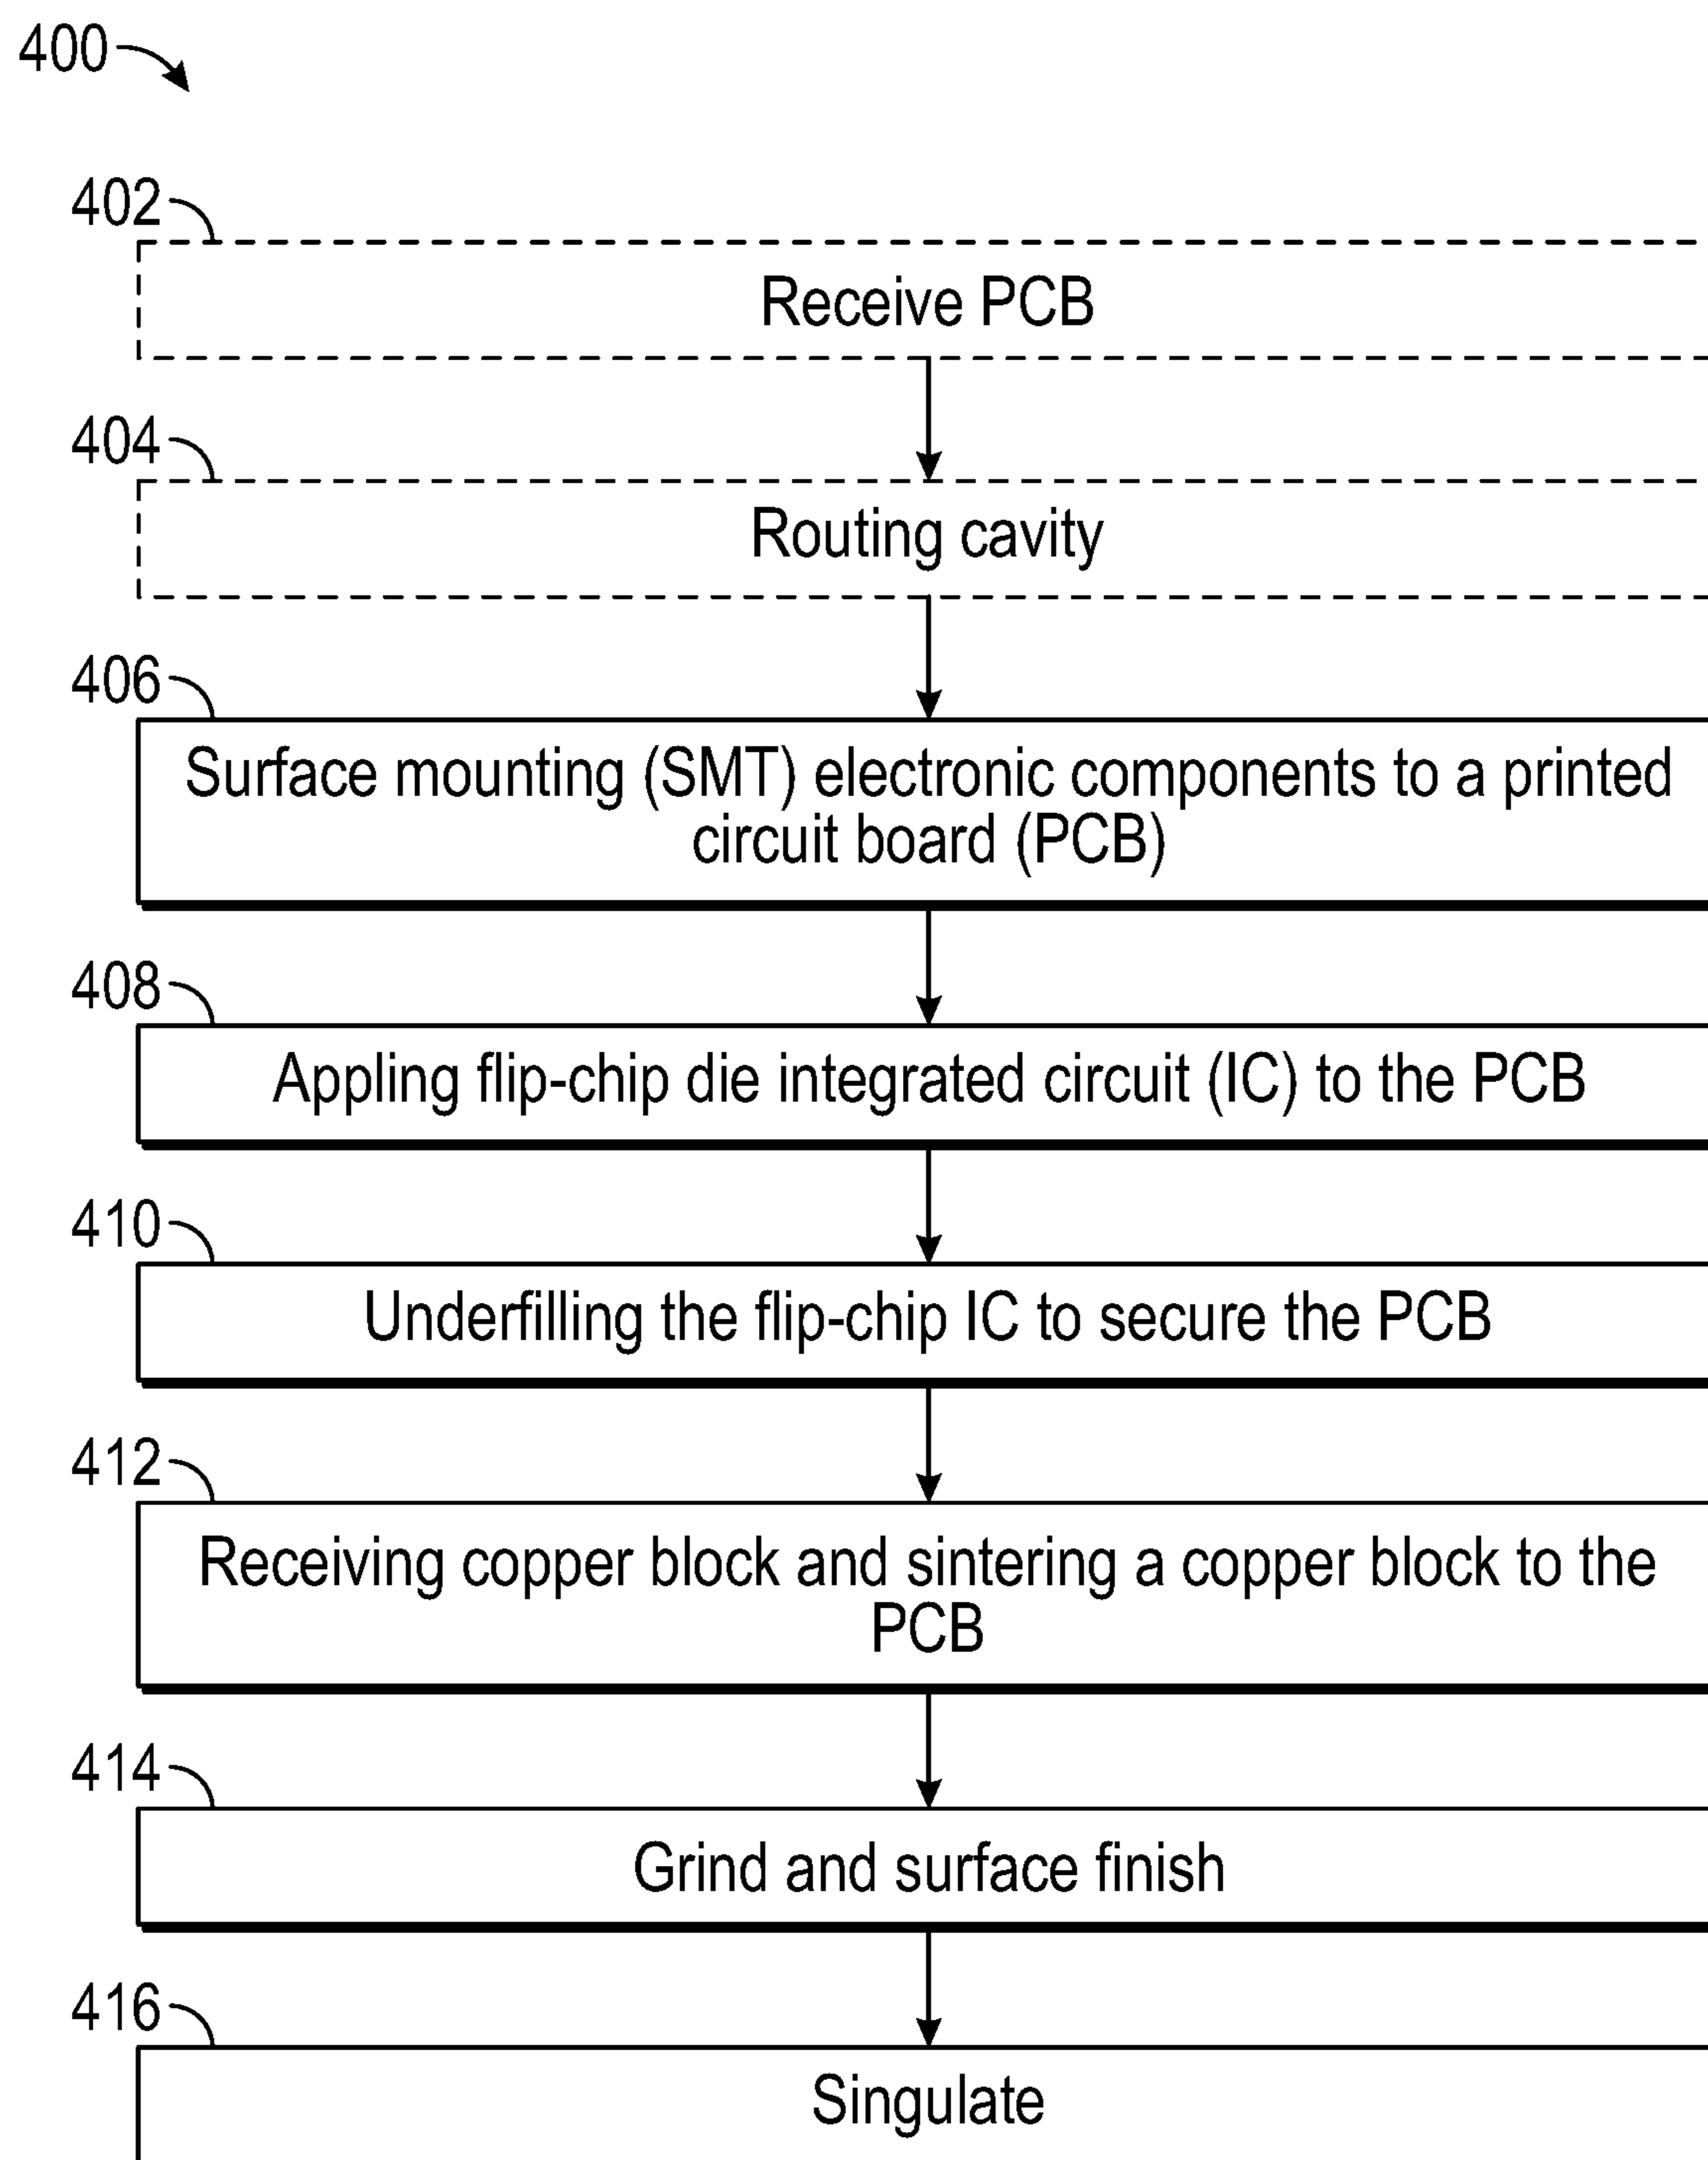 400
402
Receive PCB
404
Routing cavity
406
Surface mounting (SMT) electronic components to a printed
circuit board (PCB)
408
Appling flip-chip die integrated circuit (IC) to the PCB
410
Underfilling the flip-chip IC to secure the PCB
412
Receiving copper block and sintering a copper block to the
PCB
414
Grind and surface finish
416
Singulate